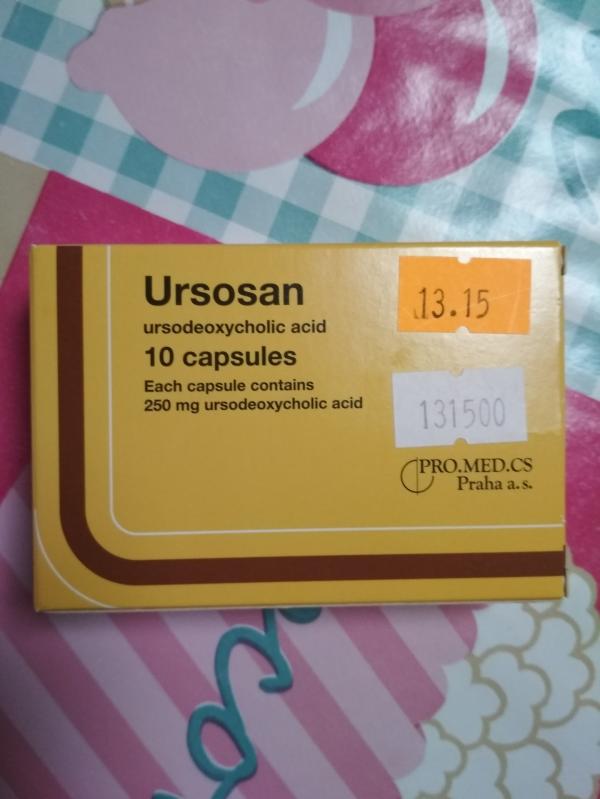 Ursosan
ursodeoxycholic acid
10 capsules
Each capsule contains
250 mg ursodeoxycholic acid
13.15
131500
PRO.MED.CS
Praha a. s.